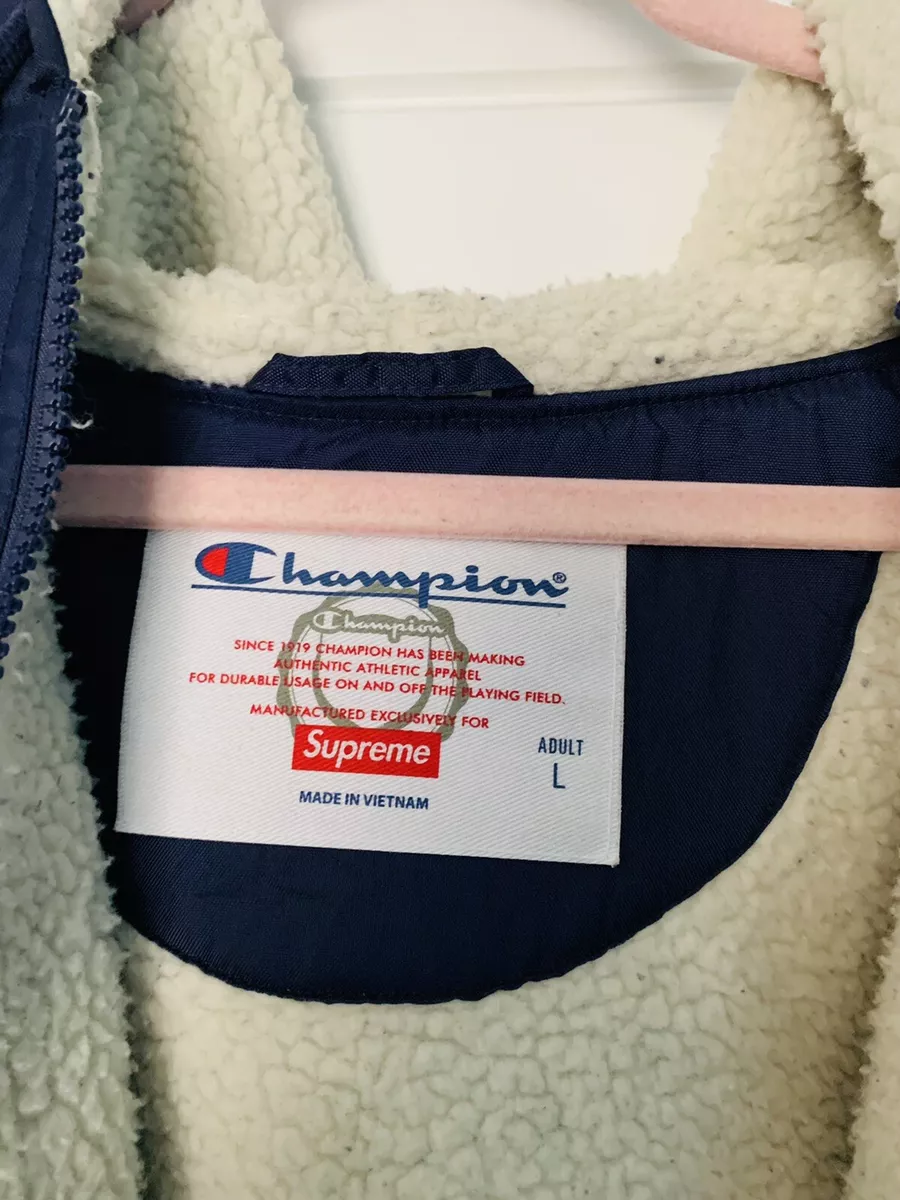 Champion®
Champion
SINCE 1919 CHAMPION HAS BEEN MAKING
AUTHENTIC ATHLETIC APPAREL
FOR DURABLE USAGE ON AND OFF THE PLAYING FIELD.
MANUFACTURED EXCLUSIVELY FOR
Supreme
ADULT
L
MADE IN VIETNAM